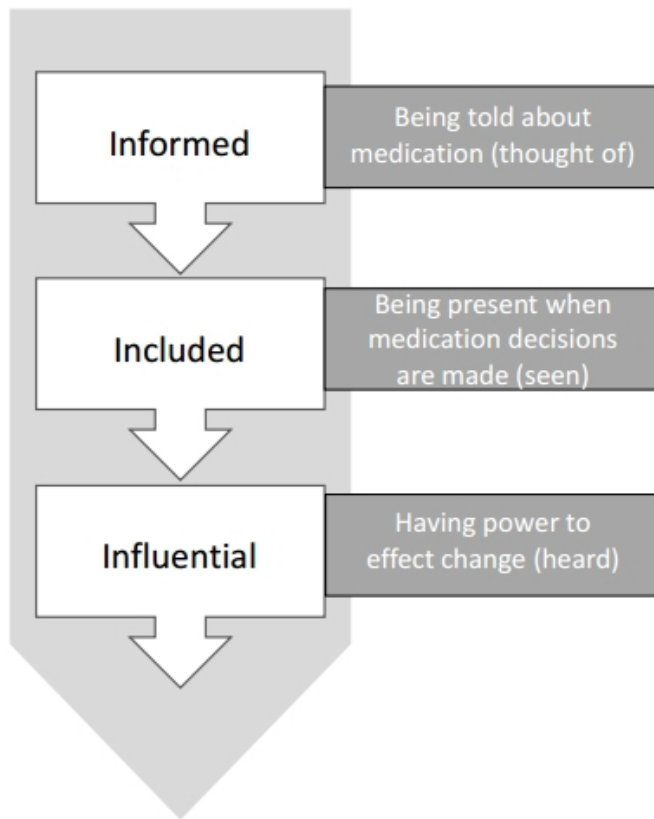 Informed
Being told about
medication (thought of)
Included
Being present when
medication decisions
are made (seen)
Influential
Having power to
effect change (heard)